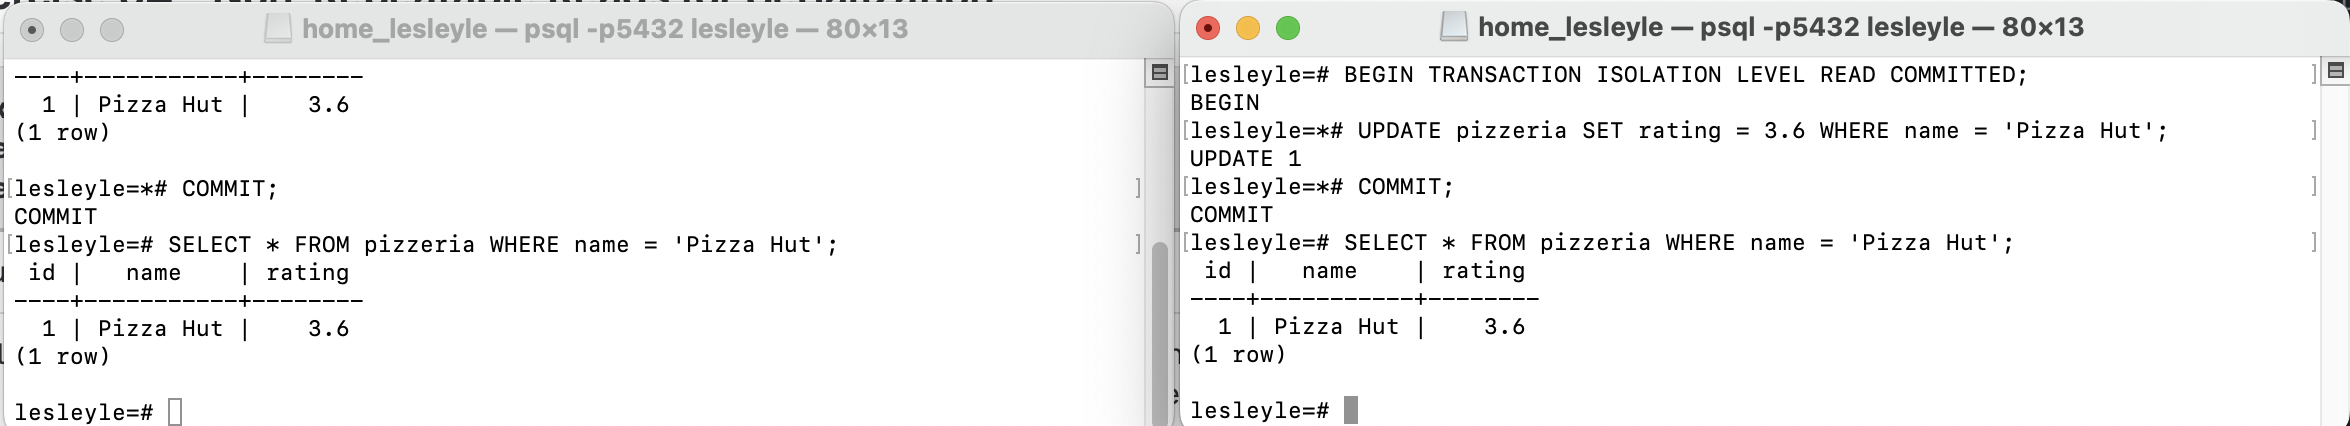 home_lesleyle — psql -p5432 lesleyle — 80×13
----+-----------+--------
  1 | Pizza Hut |    3.6
(1 row)
[lesleyle=*# COMMIT; ]
COMMIT
[lesleyle=# SELECT * FROM pizzeria WHERE name = 'Pizza Hut'; ]
 id |   name    | rating
----+-----------+--------
  1 | Pizza Hut |    3.6
(1 row)
lesleyle=#
home_lesleyle — psql -p5432 lesleyle — 80×13
[lesleyle=# BEGIN TRANSACTION ISOLATION LEVEL READ COMMITTED; ]
BEGIN
[lesleyle=*# UPDATE pizzeria SET rating = 3.6 WHERE name = 'Pizza Hut'; ]
UPDATE 1
[lesleyle=*# COMMIT; ]
COMMIT
[lesleyle=# SELECT * FROM pizzeria WHERE name = 'Pizza Hut'; ]
 id |   name    | rating
----+-----------+--------
  1 | Pizza Hut |    3.6
(1 row)
lesleyle=#